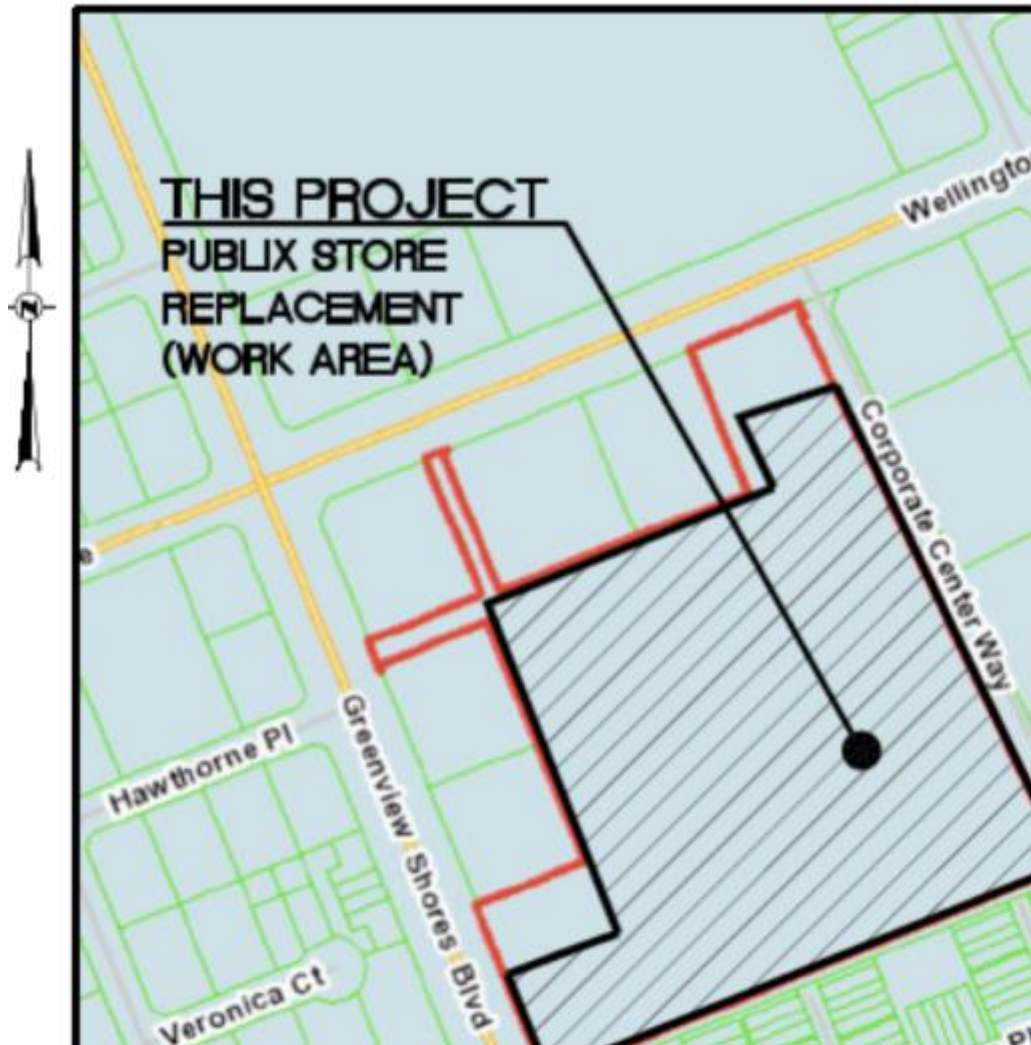 THIS PROJECT
PUBLIX STORE
REPLACEMENT
(WORK AREA)
Wellingto
N
Corporate Center Way
e
Greenview Shores Blvd
Hawthorne Pl
Veronica Ct